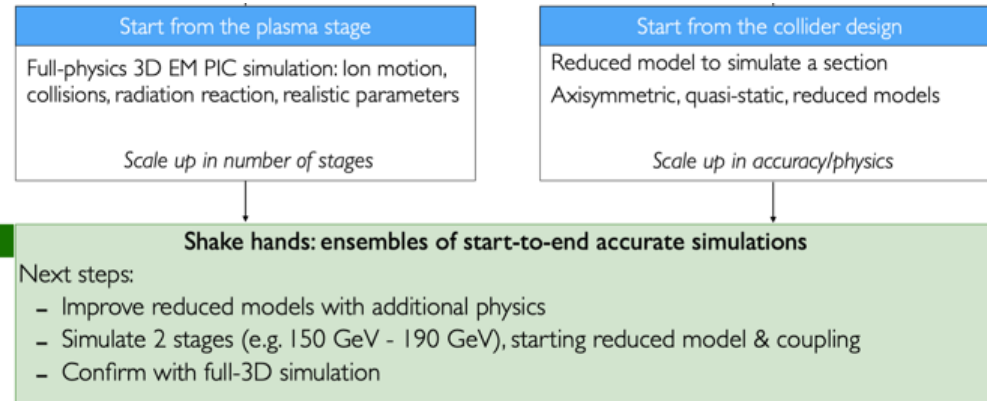 Start from the plasma stage
Full-physics 3D EM PIC simulation: Ion motion,
collisions, radiation reaction, realistic parameters
Scale up in number of stages
Start from the collider design
Reduced model to simulate a section
Axisymmetric, quasi-static, reduced models
Scale up in accuracy/physics
Shake hands: ensembles of start-to-end accurate simulations
Next steps:
– Improve reduced models with additional physics
– Simulate 2 stages (e.g. 150 GeV - 190 GeV), starting reduced model & coupling
– Confirm with full-3D simulation